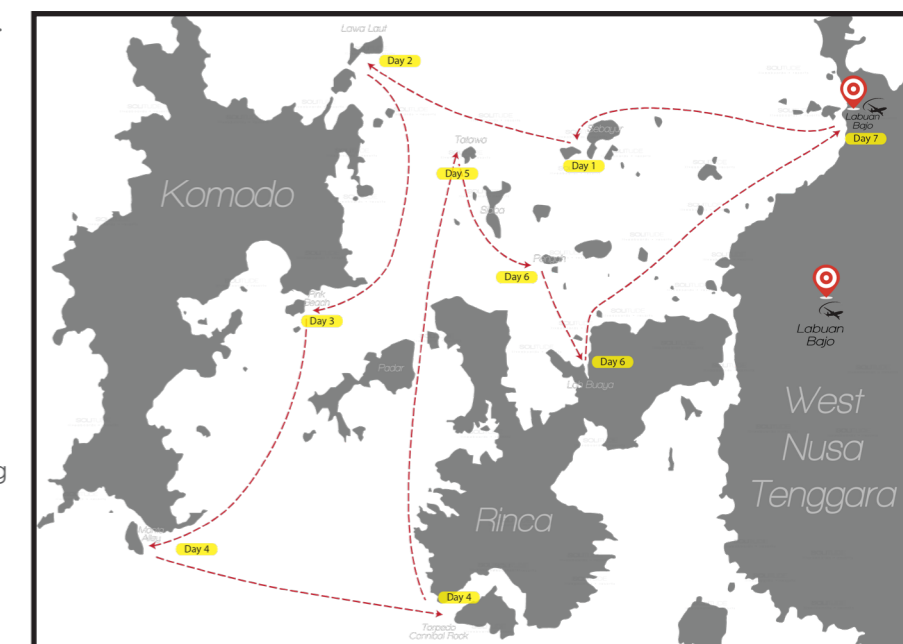 Lawa Laut
Day 2
Labuan
Bajo
Day 7
Sebayur
Day 1
Tatawa
Day 5
Komodo
Siaba
Day 6
Pink
Beach
Day 3
Labuan
Bajo
Day 6
Loh Buaya
Padar
West
Nusa
Tenggara
g
Rinca
Manta
Alley
Day 4
Day 4
Torpedo
Cannibal Rock